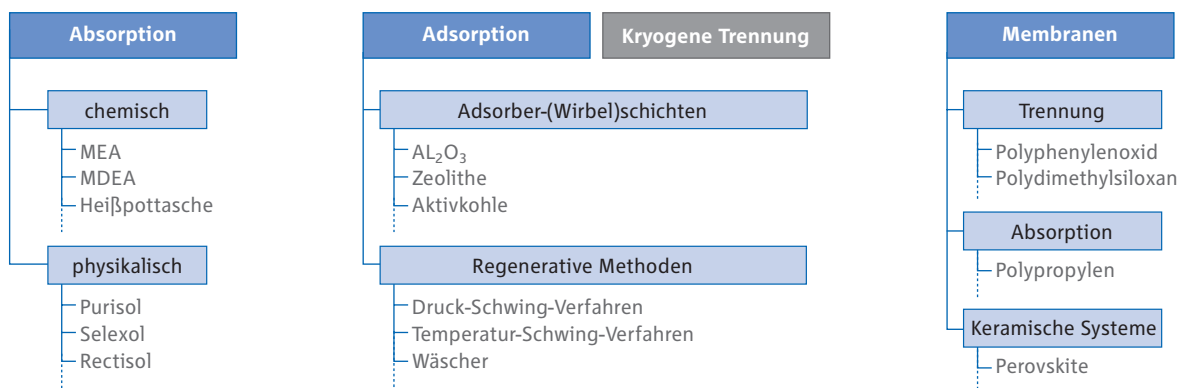 Absorption
chemisch
MEA
MDEA
Heißpottasche
physikalisch
Purisol
Selexol
Rectisol
Adsorption
Adsorber-(Wirbel)schichten
AL₂O₃
Zeolithe
Aktivkohle
Regenerative Methoden
Druck-Schwing-Verfahren
Temperatur-Schwing-Verfahren
Wäscher
Kryogene Trennung
Membranen
Trennung
Polyphenylenoxid
Polydimethylsiloxan
Absorption
Polypropylen
Keramische Systeme
Perovskite